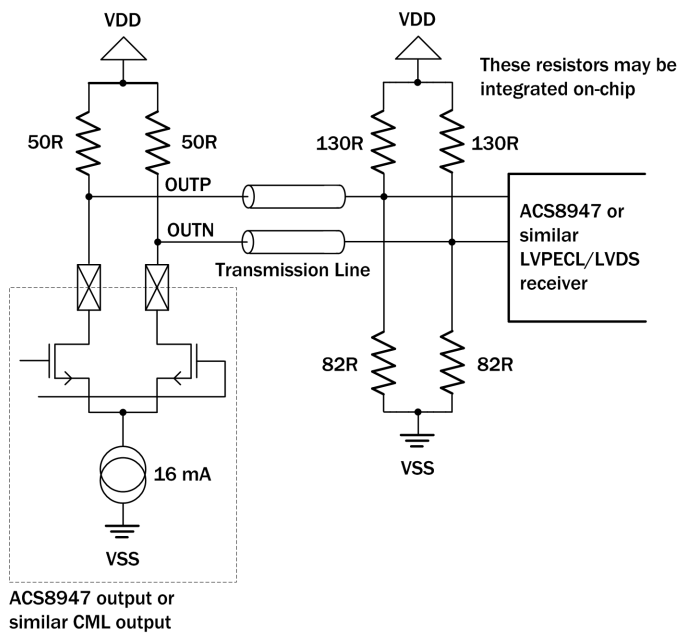 VDD
VDD
These resistors may be
integrated on-chip
50R
50R
130R
130R
OUTP
OUTN
Transmission Line
ACS8947 or
similar
LVPECL/LVDS
receiver
82R
82R
VSS
16 mA
VSS
ACS8947 output or
similar CML output